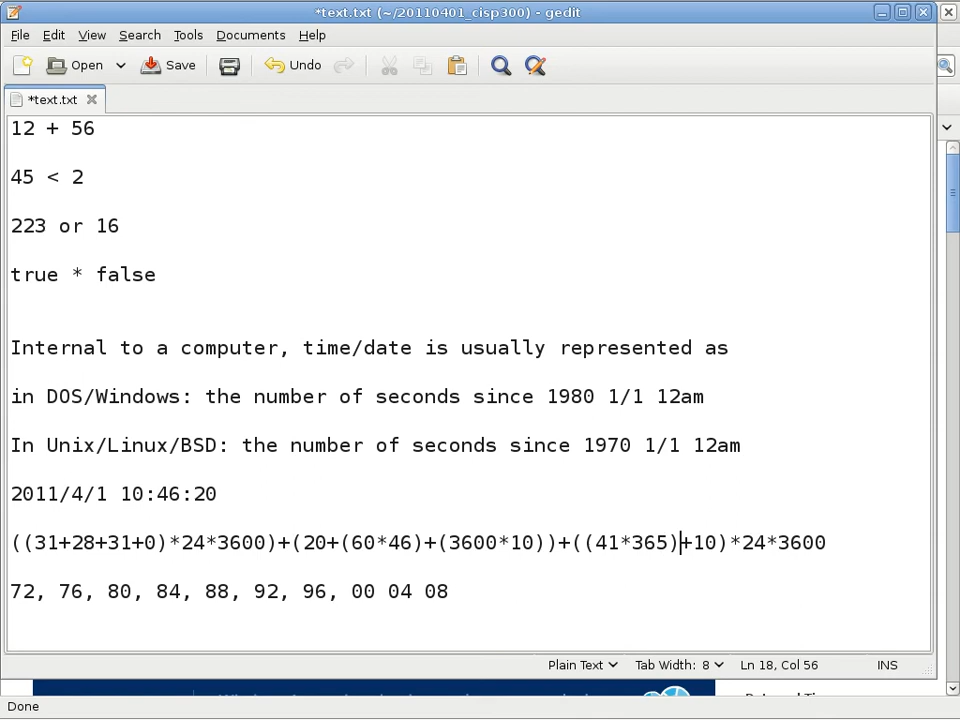 *text.txt (~/20110401_cisp300) - gedit
File Edit View Search Tools Documents Help
Open Save Undo
*text.txt
12 + 56
45 < 2
223 or 16
true * false
Internal to a computer, time/date is usually represented as
in DOS/Windows: the number of seconds since 1980 1/1 12am
In Unix/Linux/BSD: the number of seconds since 1970 1/1 12am
2011/4/1 10:46:20
((31+28+31+0)*24*3600)+(20+(60*46)+(3600*10))+((41*365)+10)*24*3600
72, 76, 80, 84, 88, 92, 96, 00 04 08
Plain Text Tab Width: 8 Ln 18, Col 56 INS
Done